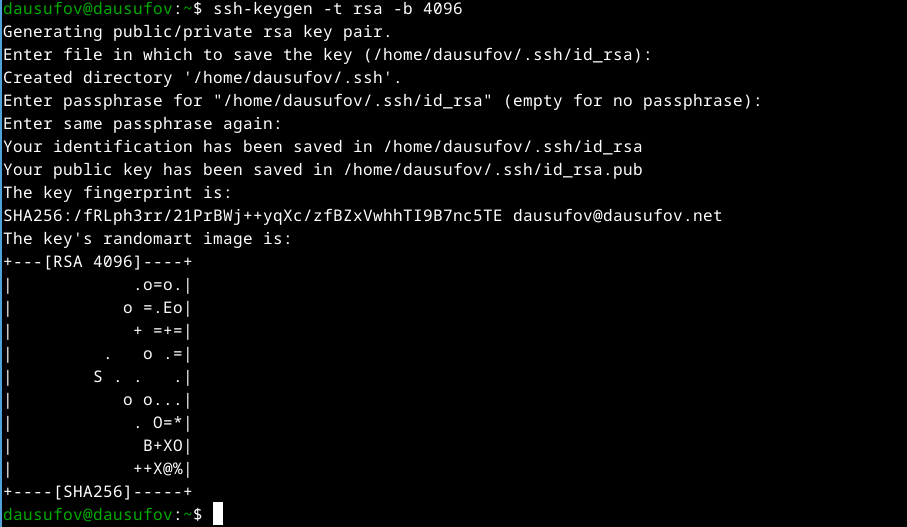 dausufov@dausufov:~$ ssh-keygen -t rsa -b 4096
Generating public/private rsa key pair.
Enter file in which to save the key (/home/dausufov/.ssh/id_rsa):
Created directory '/home/dausufov/.ssh'.
Enter passphrase for "/home/dausufov/.ssh/id_rsa" (empty for no passphrase):
Enter same passphrase again:
Your identification has been saved in /home/dausufov/.ssh/id_rsa
Your public key has been saved in /home/dausufov/.ssh/id_rsa.pub
The key fingerprint is:
SHA256:/fRLph3rr/21PrBWj++yqXc/zfBZxVwhhTI9B7nc5TE dausufov@dausufov.net
The key's randomart image is:
+---[RSA 4096]----+
|            .o=o.|
|           o =.Eo|
|            + =+=|
|         .   o .=|
|        S . .   .|
|           o o...|
|            . O=*|
|             B+XO|
|            ++X@%|
+----[SHA256]-----+
dausufov@dausufov:~$